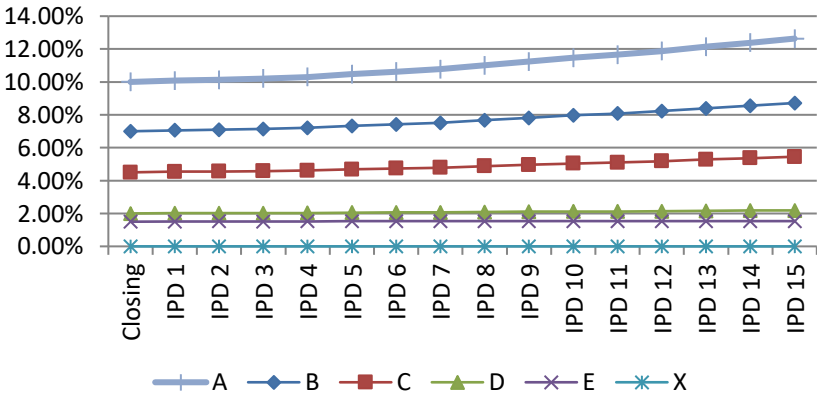 14.00%
12.00%
10.00%
8.00%
6.00%
4.00%
2.00%
0.00%
Closing
IPD 1
IPD 2
IPD 3
IPD 4
IPD 5
IPD 6
IPD 7
IPD 8
IPD 9
IPD 10
IPD 11
IPD 12
IPD 13
IPD 14
IPD 15
A B C D E X